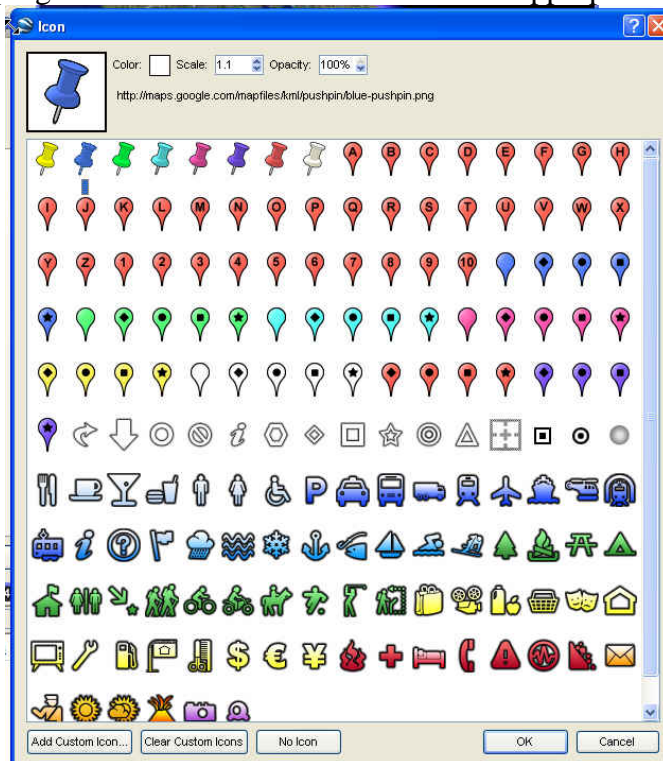 Icon
Color: Scale: 1.1 Opacity: 100%
http://maps.google.com/mapfiles/kml/pushpin/blue-pushpin.png
A B C D E F G H
I J K L M N O P Q R S T U V W X
Y Z 1 2 3 4 5 6 7 8 9 10
i
P
i ?
$ € ¥ !
Add Custom Icon... Clear Custom Icons No Icon OK Cancel